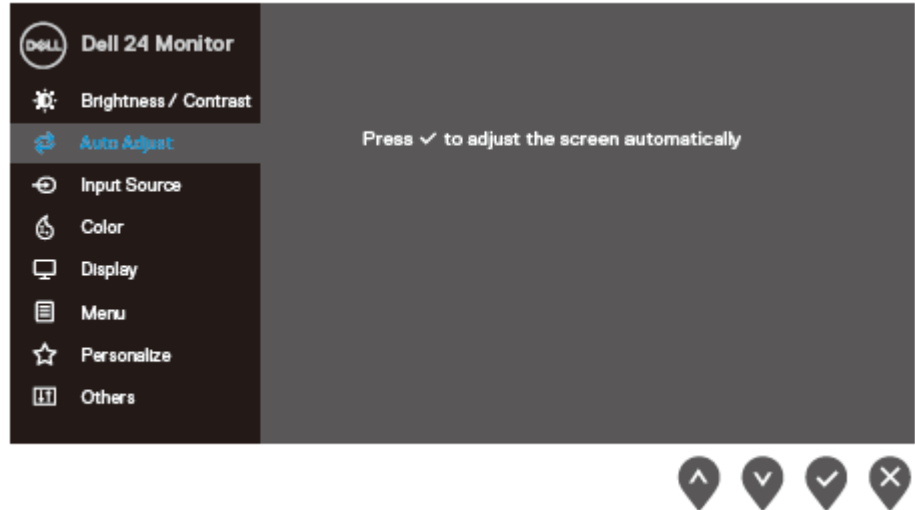 DELL Dell 24 Monitor
Brightness / Contrast
Auto Adjust
Press ✓ to adjust the screen automatically
Input Source
Color
Display
Menu
Personalize
Others